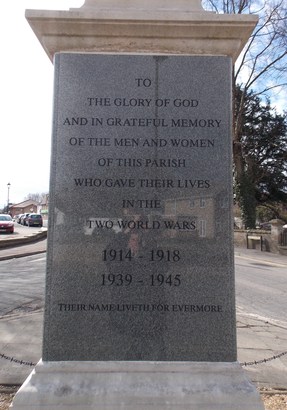 TO
THE GLORY OF GOD
AND IN GRATEFUL MEMORY
OF THE MEN AND WOMEN
OF THIS PARISH
WHO GAVE THEIR LIVES
IN THE
TWO WORLD WARS
1914 - 1918
1939 - 1945
THEIR NAME LIVETH FOR EVERMORE